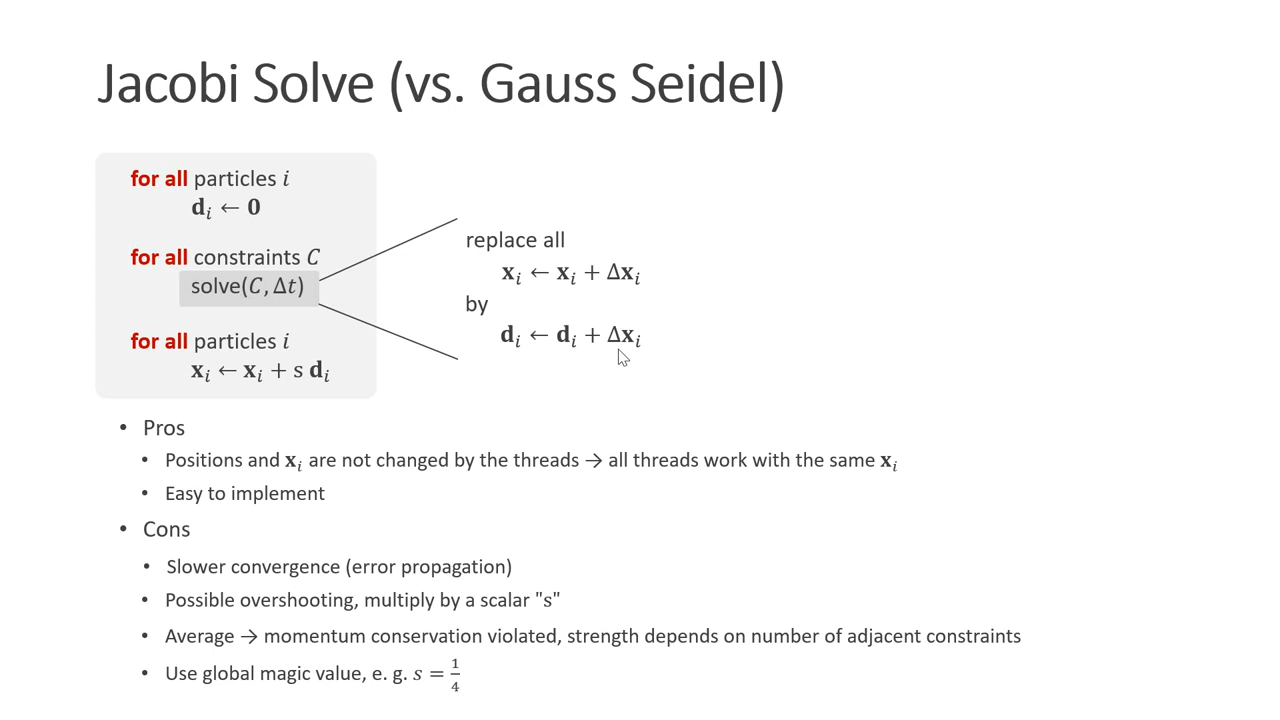 Jacobi Solve (vs. Gauss Seidel)
for all particles i
d_i ← 0
for all constraints C
solve(C, Δt)
for all particles i
x_i ← x_i + s d_i
replace all
x_i ← x_i + Δx_i
by
d_i ← d_i + Δx_i
• Pros
• Positions and x_i are not changed by the threads → all threads work with the same x_i
• Easy to implement
• Cons
• Slower convergence (error propagation)
• Possible overshooting, multiply by a scalar "s"
• Average → momentum conservation violated, strength depends on number of adjacent constraints
• Use global magic value, e. g. s = 1/4